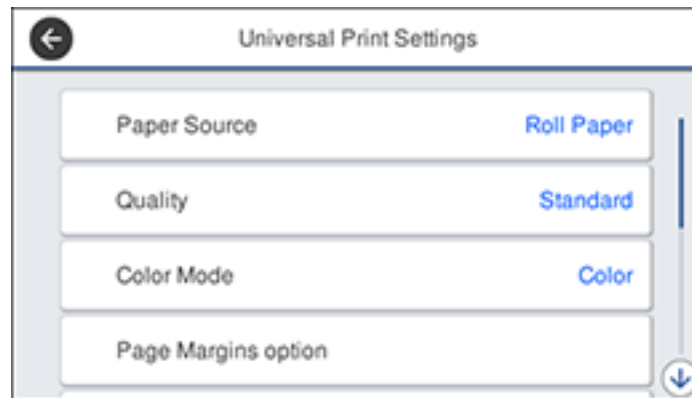 Universal Print Settings
Paper Source Roll Paper
Quality Standard
Color Mode Color
Page Margins option